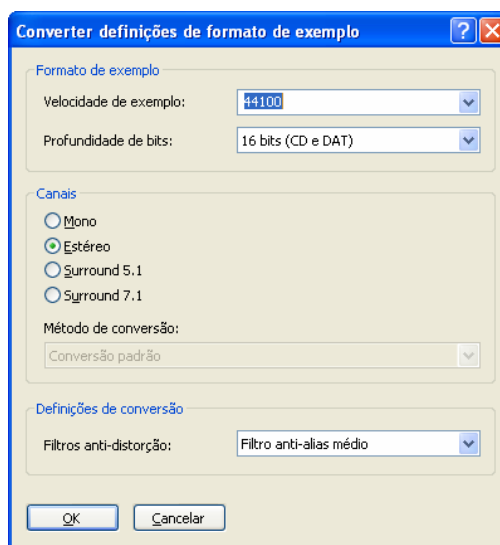 Converter definições de formato de exemplo
Formato de exemplo
Velocidade de exemplo: 44100
Profundidade de bits: 16 bits (CD e DAT)
Canais
Mono
Estéreo
Surround 5.1
Surround 7.1
Método de conversão:
Conversão padrão
Definições de conversão
Filtros anti-distorção: Filtro anti-alias médio
OK Cancelar